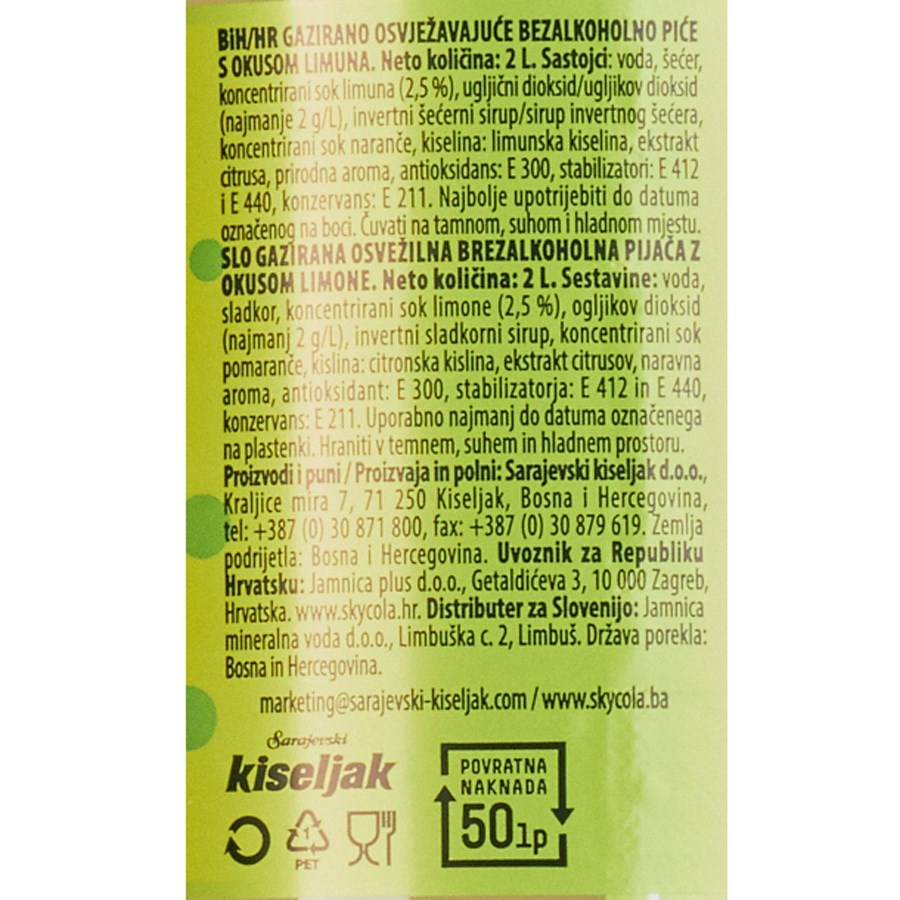 BiH/HR GAZIRANO OSVJEŽAVAJUĆE BEZALKOHOLNO PIĆE
S OKUSOM LIMUNA. Neto količina: 2 L. Sastojci: voda, šećer,
koncentrirani sok limuna (2,5 %), ugljični dioksid/ugljikov dioksid
(najmanje 2 g/L), invertni šećerni sirup/sirup invertnog šećera,
koncentrirani sok naranče, kiselina: limunska kiselina, ekstrakt
citrusa, prirodna aroma, antioksidans: E 300, stabilizatori: E 412
i E 440, konzervans: E 211. Najbolje upotrijebiti do datuma
označenog na boci. Čuvati na tamnom, suhom i hladnom mjestu.
SLO GAZIRANA OSVEŽILNA BREZALKOHOLNA PIJAČA Z
OKUSOM LIMONE. Neto količina: 2 L. Sestavine: voda,
sladkor, koncentrirani sok limone (2,5 %), ogljikov dioksid
(najmanj 2 g/L), invertni sladkorni sirup, koncentrirani sok
pomaranče, kislina: citronska kislina, ekstrakt citrusov, naravna
aroma, antioksidant: E 300, stabilizatorja: E 412 in E 440,
konzervans: E 211. Uporabno najmanj do datuma označenega
na plastenki. Hraniti v temnem, suhem in hladnem prostoru.
Proizvodi i puni / Proizvaja in polni: Sarajevski kiseljak d.o.o.,
Kraljice mira 7, 71 250 Kiseljak, Bosna i Hercegovina,
tel: +387 (0) 30 871 800, fax: +387 (0) 30 879 619. Zemlja
podrijetla: Bosna i Hercegovina. Uvoznik za Republiku
Hrvatsku: Jamnica plus d.o.o., Getaldićeva 3, 10 000 Zagreb,
Hrvatska. www.skycola.hr. Distributer za Slovenijo: Jamnica
mineralna voda d.o.o., Limbuška c. 2, Limbuš. Država porekla:
Bosna in Hercegovina.
marketing@sarajevski-kiseljak.com / www.skycola.ba
Sarajevski
kiseljak
POVRATNA
NAKNADA
50 lp
1
PET